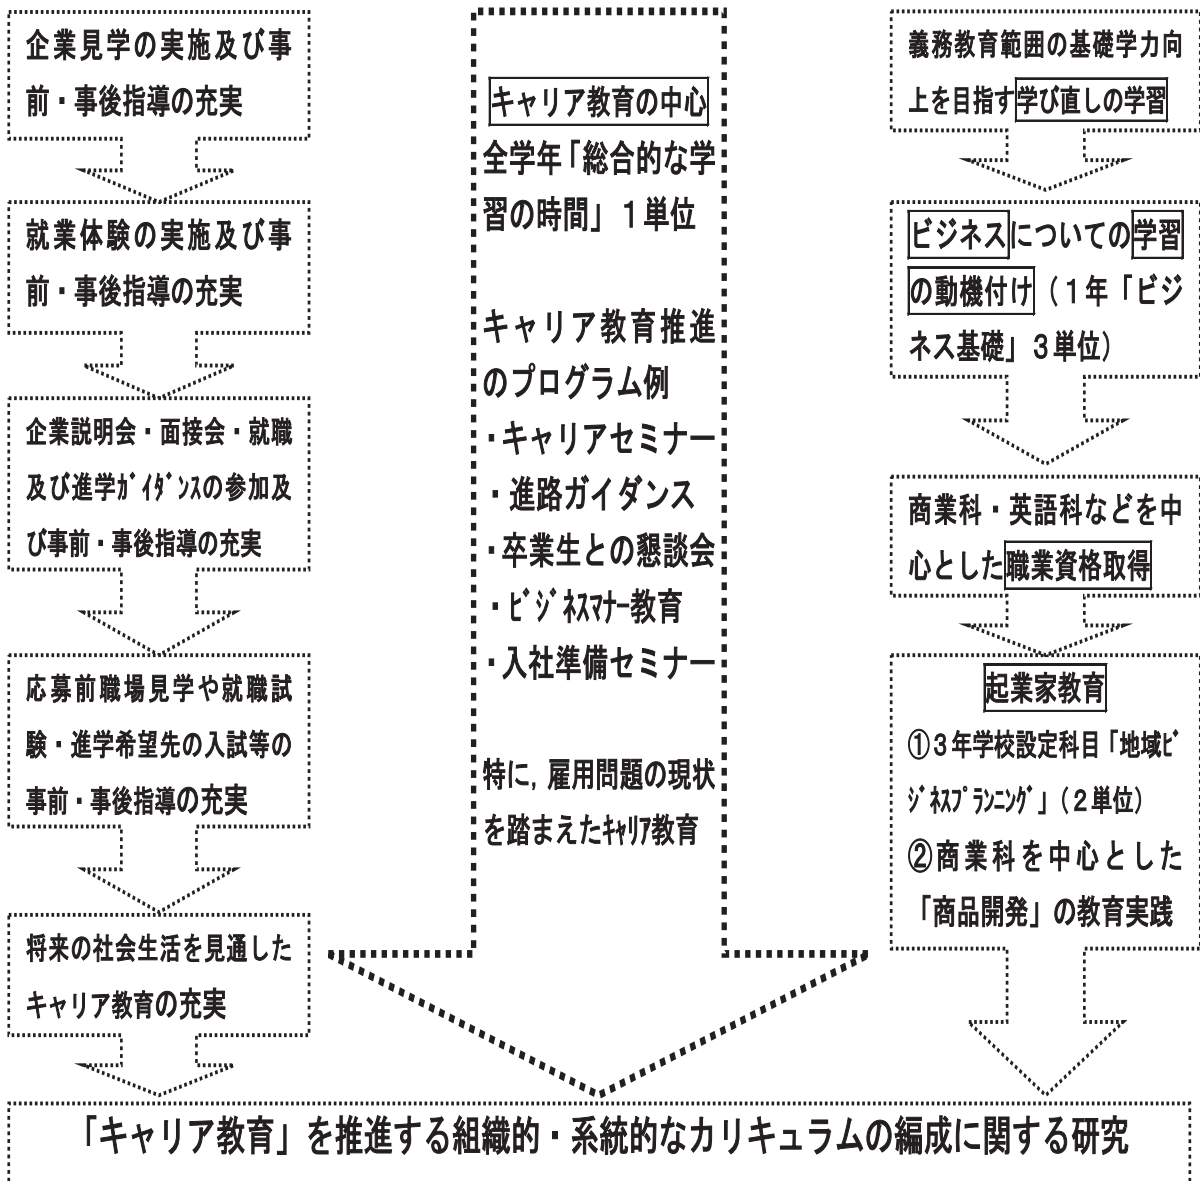 企業見学の実施及び事
前・事後指導の充実
就業体験の実施及び事
前・事後指導の充実
企業説明会・面接会・就職
及び進学ｶﾞｲﾀﾞﾝｽの参加及
び事前・事後指導の充実
応募前職場見学や就職試
験・進学希望先の入試等の
事前・事後指導の充実
将来の社会生活を見通した
キャリア教育の充実
キャリア教育の中心
全学年「総合的な学
習の時間」１単位
キャリア教育推進
のプログラム例
・キャリアセミナー
・進路ガイダンス
・卒業生との懇談会
・ﾋﾞｼﾞﾈｽﾏﾅｰ教育
・入社準備セミナー
特に，雇用問題の現状
を踏まえたｷｬﾘｱ教育
義務教育範囲の基礎学力向
上を目指す学び直しの学習
ビジネスについての学習
の動機付け（１年「ビジ
ネス基礎」３単位）
商業科・英語科などを中
心とした職業資格取得
起業家教育
①３年学校設定科目「地域ﾋﾞ
ｼﾞﾈｽﾌﾟﾗﾝﾆﾝｸﾞ」（２単位）
②商業科を中心とした
「商品開発」の教育実践
「キャリア教育」を推進する組織的・系統的なカリキュラムの編成に関する研究